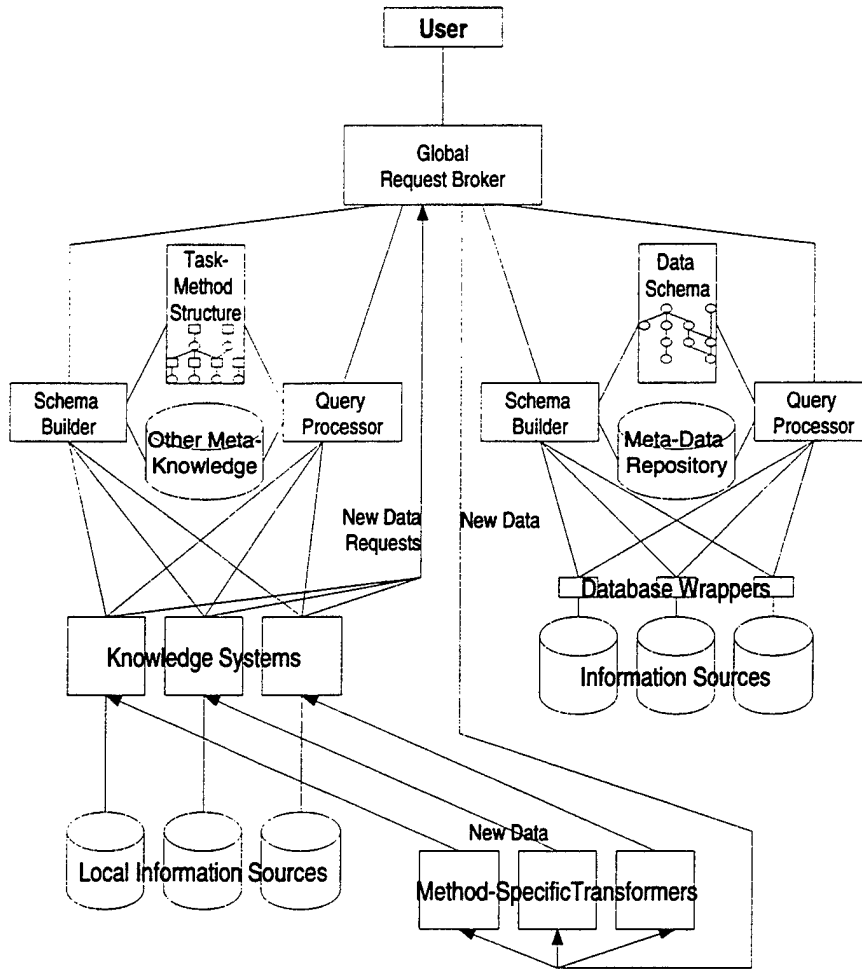 User
Global
Request Broker
Task-
Method
Structure
Data
Schema
Schema
Builder
Other Meta-
Knowledge
Query
Processor
Schema
Builder
Meta-Data
Repository
Query
Processor
New Data
Requests
New Data
Database Wrappers
Knowledge Systems
Information Sources
New Data
Local Information Sources
Method-SpecificTransformers